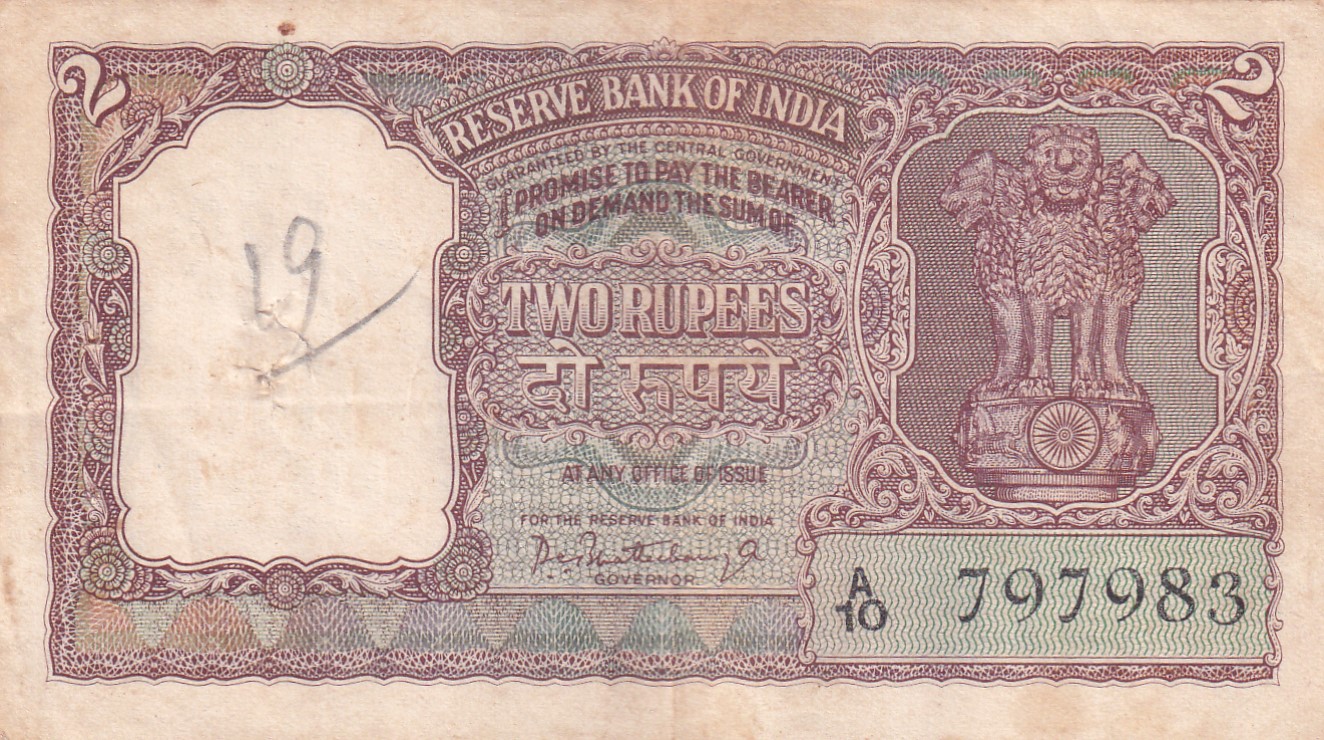 २
2
RESERVE BANK OF INDIA
GUARANTEED BY THE CENTRAL GOVERNMENT
I PROMISE TO PAY THE BEARER
ON DEMAND THE SUM OF
TWO RUPEES
दो रूपये
AT ANY OFFICE OF ISSUE
FOR THE RESERVE BANK OF INDIA
GOVERNOR
A
10 797983
19